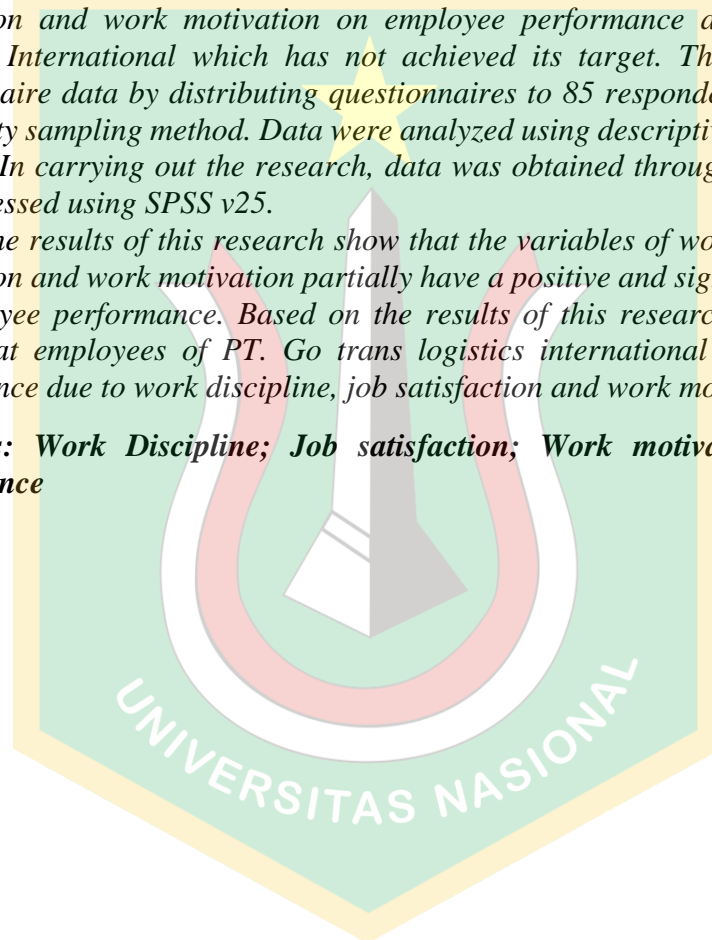 on and work motivation on employee performance a
International which has not achieved its target. Th
aire data by distributing questionnaires to 85 responde
ty sampling method. Data were analyzed using descripti
In carrying out the research, data was obtained throug
essed using SPSS v25.
e results of this research show that the variables of wo
on and work motivation partially have a positive and sig
yee performance. Based on the results of this researc
at employees of PT. Go trans logistics international
nce due to work discipline, job satisfaction and work mo
: Work Discipline; Job satisfaction; Work motiva
nce
UNIVERSITAS NASIONAL